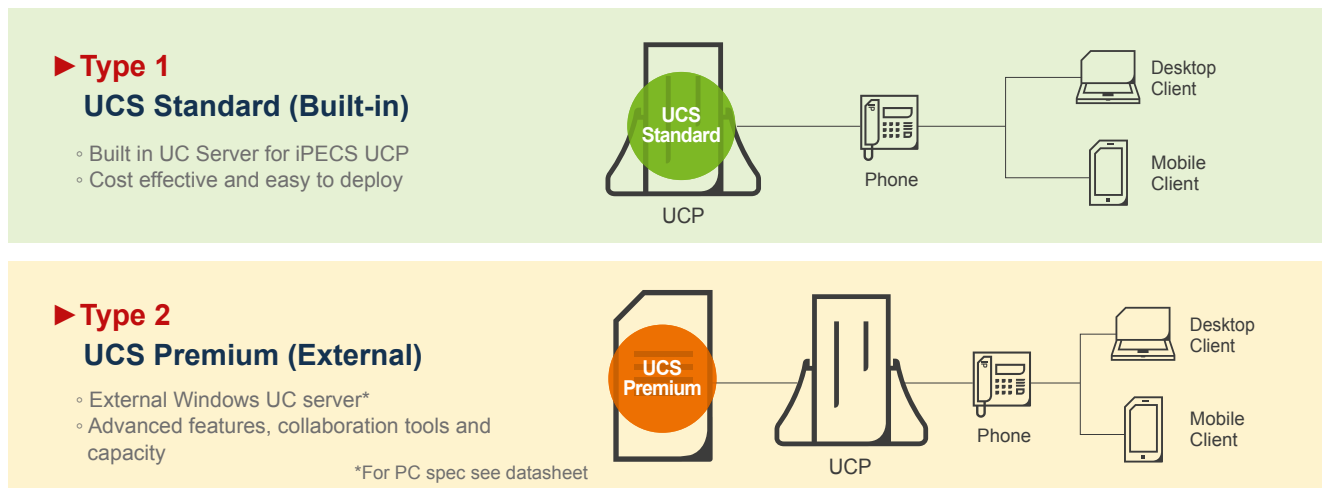 ►Type 1
UCS Standard (Built-in)
◦ Built in UC Server for iPECS UCP
◦ Cost effective and easy to deploy
UCS
Standard
UCP
Phone
Desktop
Client
Mobile
Client
►Type 2
UCS Premium (External)
◦ External Windows UC server*
◦ Advanced features, collaboration tools and
capacity
*For PC spec see datasheet
UCS
Premium
UCP
Phone
Desktop
Client
Mobile
Client